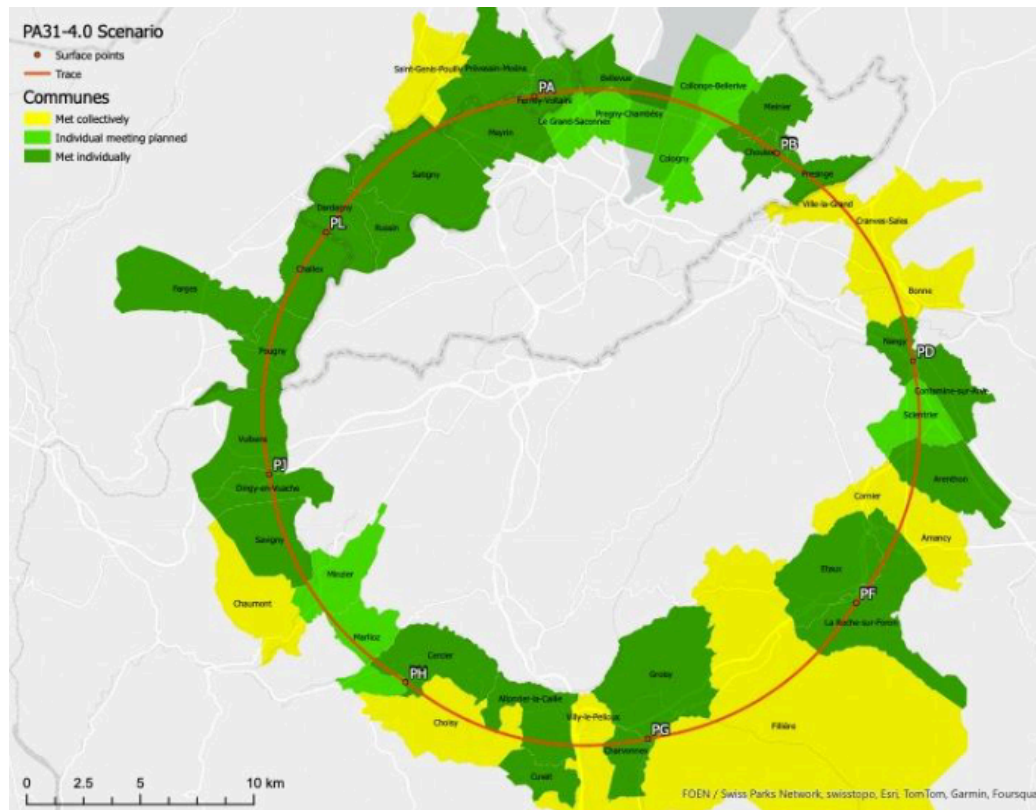 PA31-4.0 Scenario
Surface points
Trace
Communes
Met collectively
Individual meeting planned
Met individually
Saint-Genis-Pouilly
Prévessin-Moëns
PA
Ferney-Voltaire
Bellevue
Collonge-Bellerive
Meinier
Le Grand-Saconnex
Pregny-Chambésy
Meyrin
Cologny
Choulex
PB
Presinge
Satigny
Ville-la-Grand
Cranves-Sales
Dardagny
PL
Russin
Challex
Farges
Bonne
Pougny
Nangy
PD
Contamine-sur-Arve
Scientrier
Vulbens
PJ
Dingy-en-Vuache
Arenthon
Cornier
Amancy
Savigny
Minzier
Chaumont
Etaux
PF
La Roche-sur-Foron
Marlioz
Cercier
PH
Groisy
Allonzier-la-Caille
Choisy
Villy-le-Pelloux
PG
Charvonnex
Fillière
Cuvat
0 2.5 5 10 km
FOEN / Swiss Parks Network, swisstopo, Esri, TomTom, Garmin, Foursqua